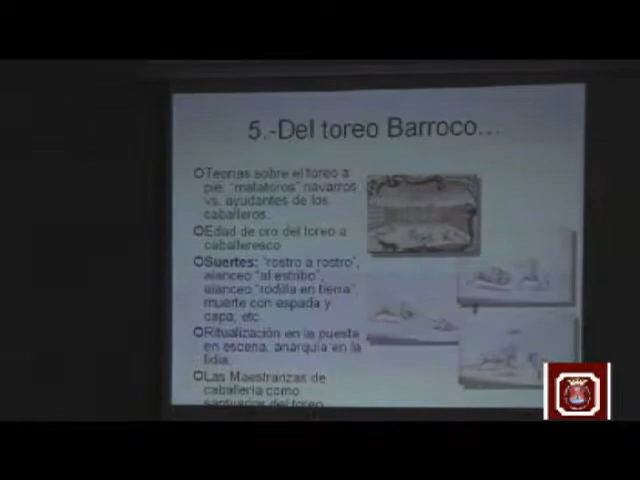 5.-Del toreo Barroco...
Teorías sobre el toreo a
pie: "matatoros" navarros
vs. ayudantes de los
caballeros.
Edad de oro del toreo a
caballeresco
Suertes: "rostro a rostro",
alanceo "al estribo",
alanceo "rodilla en tierra",
muerte con espada y
capa, etc.
Ritualización en la puesta
en escena, anarquía en la
lidia.
Las Maestranzas de
caballería como
santuarios del toreo